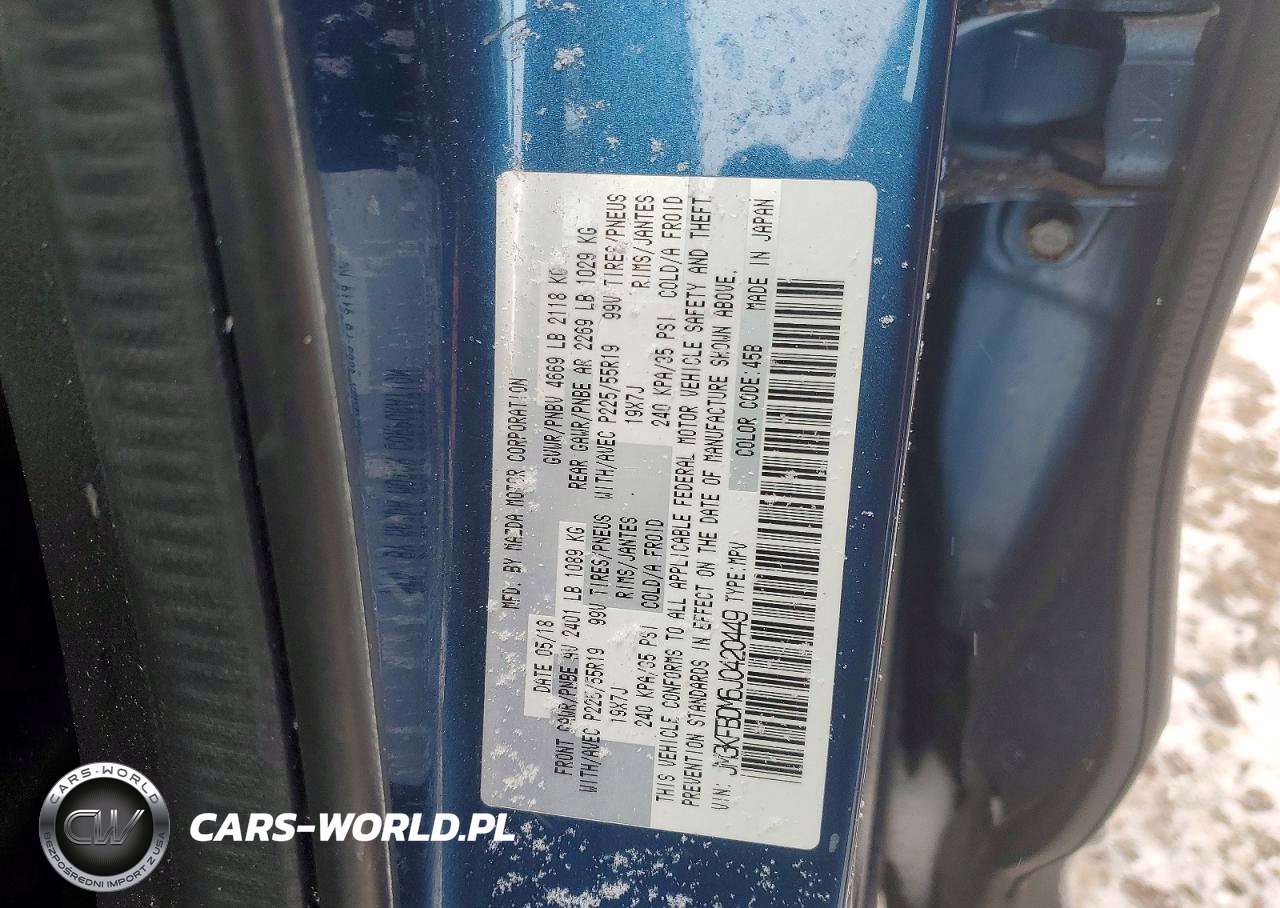 MFD. BY MAZDA MOTOR CORPORATION
DATE 05/18 GVWR/PNBV 4669 LB 2118 KG
FRONT GAWR/PNBE AV 2401 LB 1089 KG REAR GAWR/PNBE AR 2269 LB 1029 KG
WITH/AVEC P225/55R19 99V TIRES/PNEUS WITH/AVEC P225/55R19 99V TIRES/PNEUS
19X7J RIMS/JANTES 19X7J RIMS/JANTES
240 KPA/35 PSI COLD/A FROID 240 KPA/35 PSI COLD/A FROID
THIS VEHICLE CONFORMS TO ALL APPLICABLE FEDERAL MOTOR VEHICLE SAFETY AND THEFT
PREVENTION STANDARDS IN EFFECT ON THE DATE OF MANUFACTURE SHOWN ABOVE.
VIN. JM3KFBDM6J0420449 TYPE:MPV COLOR CODE:45B MADE IN JAPAN
CARS-WORLD
CW
BEZPOŚREDNI IMPORT Z USA
CARS-WORLD.PL